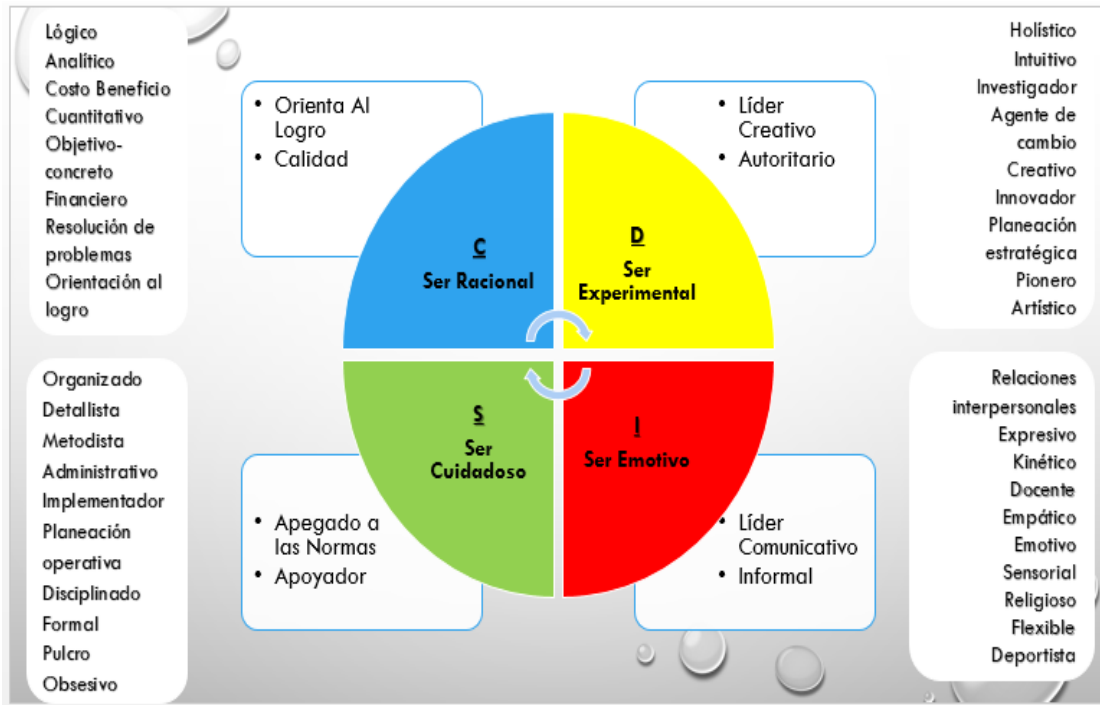 Lógico
Analítico
Costo Beneficio
Cuantitativo
Objetivo-
concreto
Financiero
Resolución de
problemas
Orientación al
logro
• Orienta Al
Logro
• Calidad
C
Ser Racional
• Líder
Creativo
• Autoritario
D
Ser
Experimental
Holístico
Intuitivo
Investigador
Agente de
cambio
Creativo
Innovador
Planeación
estratégica
Pionero
Artístico
Organizado
Detallista
Metodista
Administrativo
Implementador
Planeación
operativa
Disciplinado
Formal
Pulcro
Obsesivo
• Apegado a
las Normas
• Apoyador
S
Ser
Cuidadoso
I
Ser Emotivo
• Líder
Comunicativo
• Informal
Relaciones
interpersonales
Expresivo
Kinético
Docente
Empático
Emotivo
Sensorial
Religioso
Flexible
Deportista